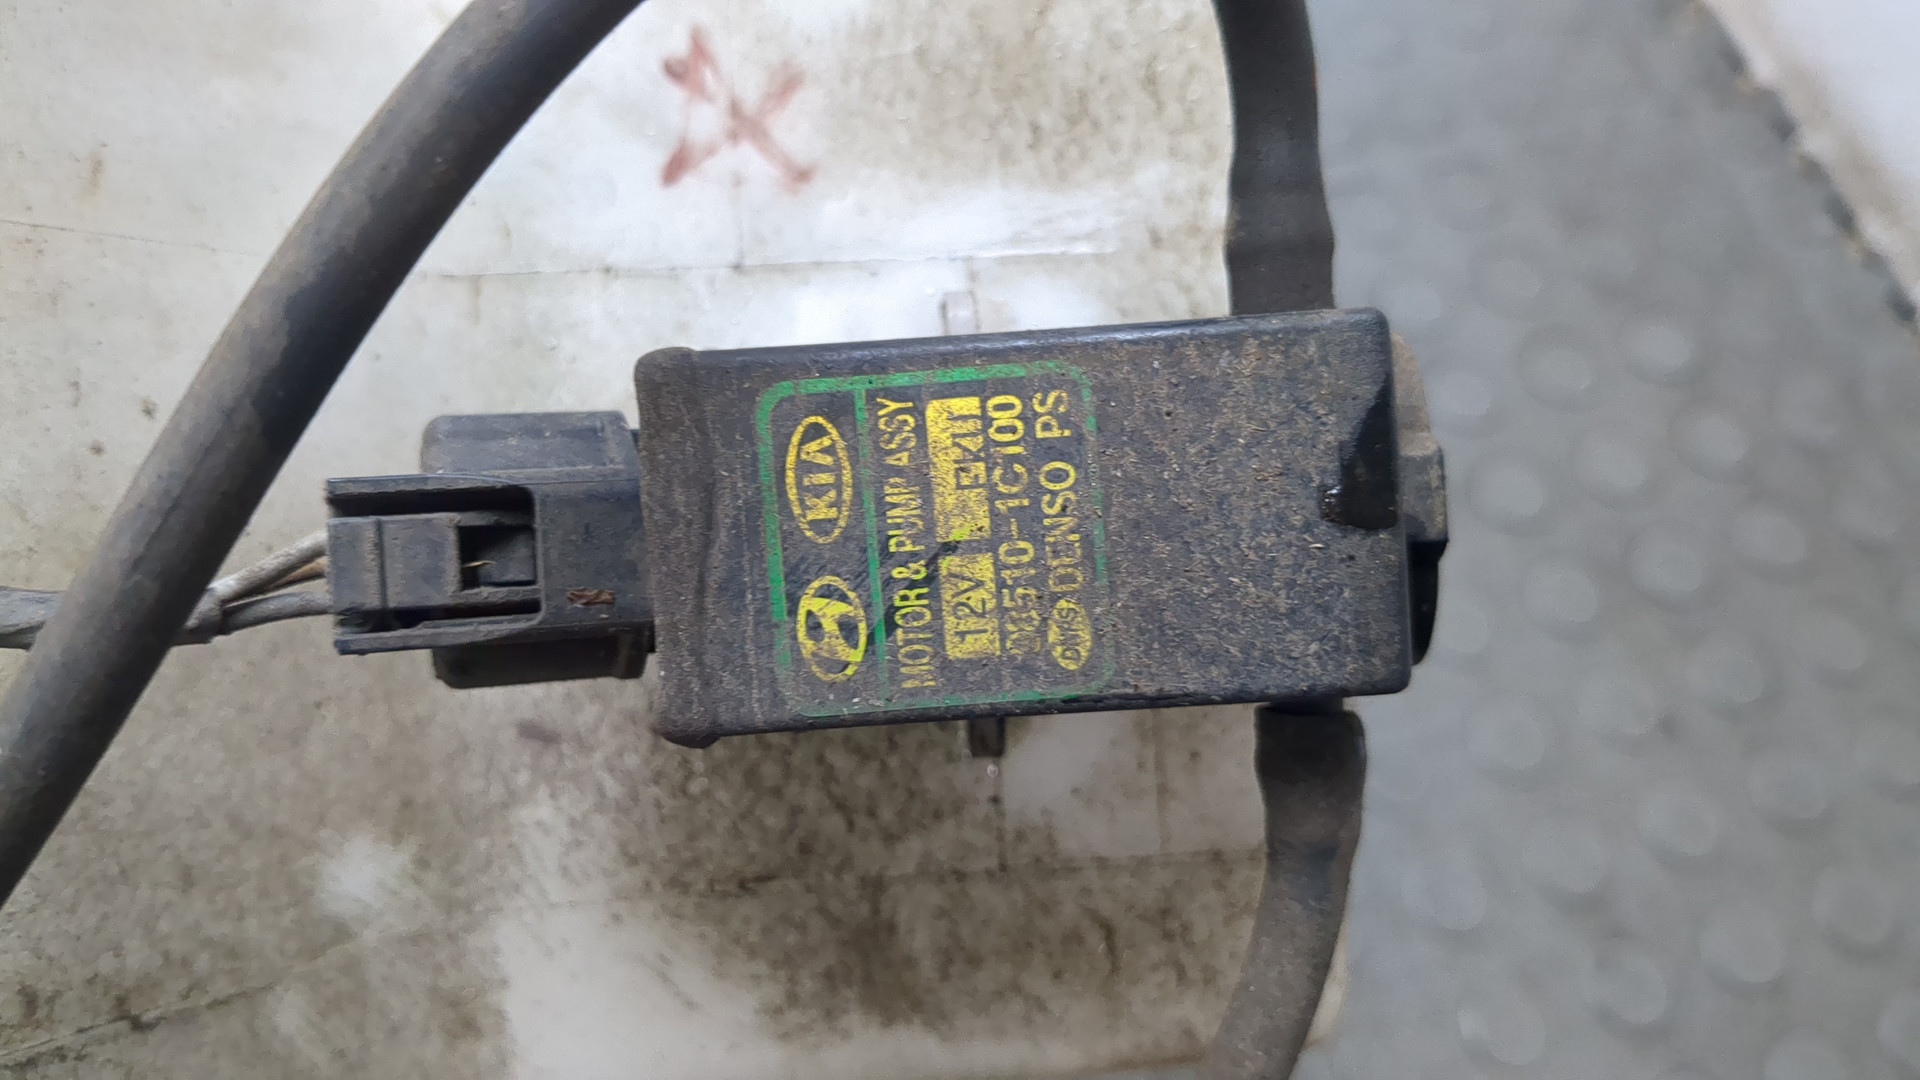 KIA
MOTOR & PUMP ASSY
12V
98510-1C100
DENSO PS